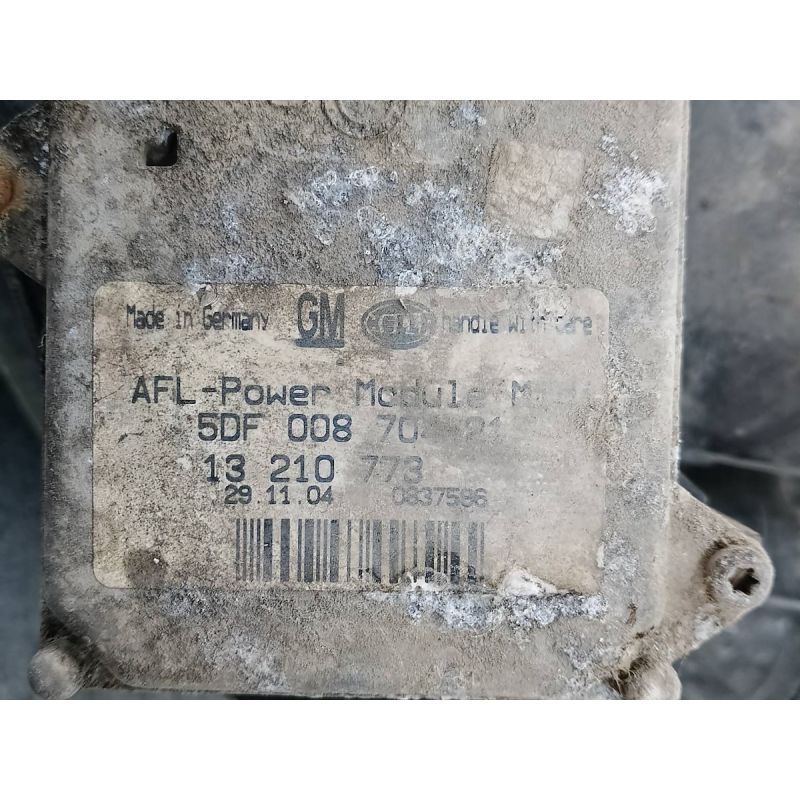 Made in Germany GM HELLA handle with care
AFL-Power Module
5DF 008
13 210 773
29.11.04 0837586